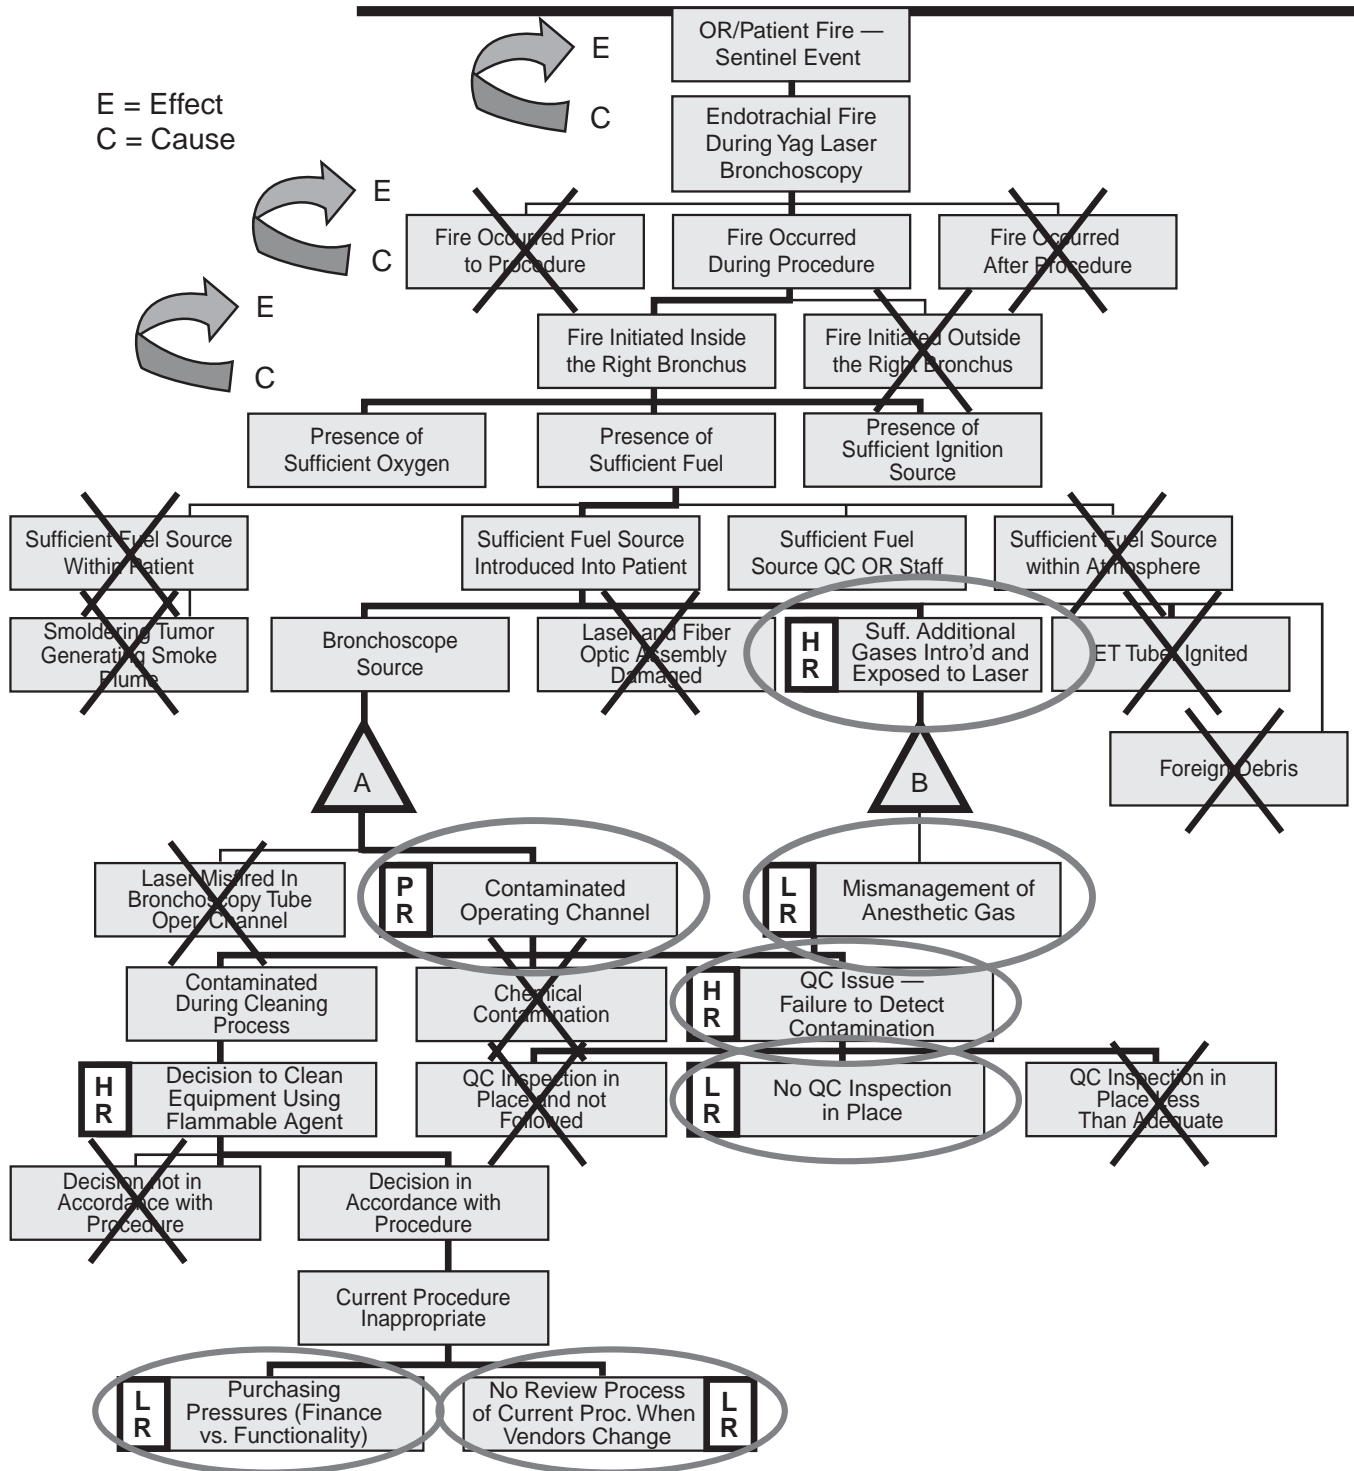 OR/Patient Fire —
Sentinel Event
E
E = Effect
C = Cause
C
Endotrachial Fire
During Yag Laser
Bronchoscopy
E
C
Fire Occurred Prior
to Procedure
Fire Occurred
During Procedure
Fire Occurred
After Procedure
E
C
Fire Initiated Inside
the Right Bronchus
Fire Initiated Outside
the Right Bronchus
Presence of
Sufficient Oxygen
Presence of
Sufficient Fuel
Presence of
Sufficient Ignition
Source
Sufficient Fuel Source
Within Patient
Sufficient Fuel Source
Introduced Into Patient
Sufficient Fuel
Source QC OR Staff
Sufficient Fuel Source
within Atmosphere
Smoldering Tumor
Generating Smoke
Plume
Bronchoscope
Source
Laser and Fiber
Optic Assembly
Damaged
H
R
Suff. Additional
Gases Intro'd and
Exposed to Laser
ET Tube Ignited
Foreign Debris
A
B
Laser Misfired In
Bronchoscopy Tube
Oper. Channel
P
R
Contaminated
Operating Channel
L
R
Mismanagement of
Anesthetic Gas
Contaminated
During Cleaning
Process
Chemical
Contamination
H
R
QC Issue —
Failure to Detect
Contamination
H
R
Decision to Clean
Equipment Using
Flammable Agent
QC Inspection in
Place and not
Followed
L
R
No QC Inspection
in Place
QC Inspection in
Place Less
Than Adequate
Decision not in
Accordance with
Procedure
Decision in
Accordance with
Procedure
Current Procedure
Inappropriate
L
R
Purchasing
Pressures (Finance
vs. Functionality)
No Review Process
of Current Proc. When
Vendors Change
L
R